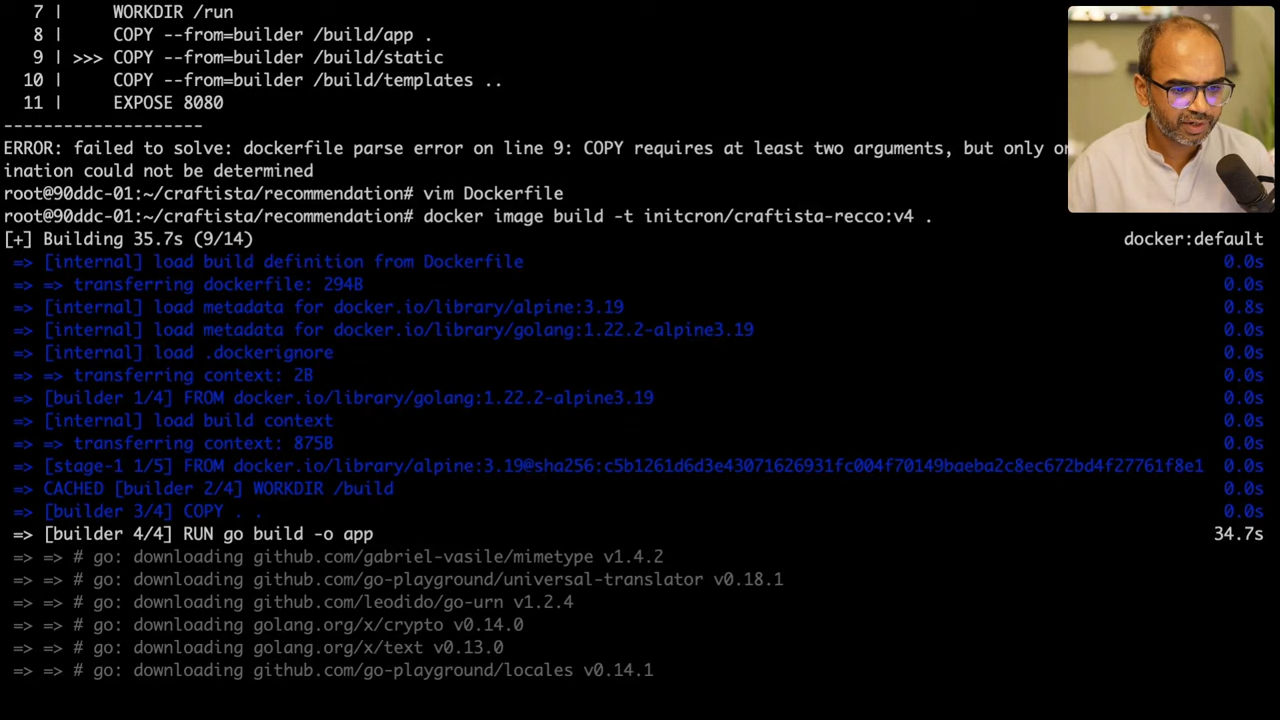 7 | WORKDIR /run
8 | COPY --from=builder /build/app .
9 | >>> COPY --from=builder /build/static
10 | COPY --from=builder /build/templates ..
11 | EXPOSE 8080
--------------------
ERROR: failed to solve: dockerfile parse error on line 9: COPY requires at least two arguments, but only on
ination could not be determined
root@90ddc-01:~/craftista/recommendation# vim Dockerfile
root@90ddc-01:~/craftista/recommendation# docker image build -t initcron/craftista-recco:v4 .
[+] Building 35.7s (9/14) docker:default
=> [internal] load build definition from Dockerfile 0.0s
=> => transferring dockerfile: 294B 0.0s
=> [internal] load metadata for docker.io/library/alpine:3.19 0.8s
=> [internal] load metadata for docker.io/library/golang:1.22.2-alpine3.19 0.0s
=> [internal] load .dockerignore 0.0s
=> => transferring context: 2B 0.0s
=> [builder 1/4] FROM docker.io/library/golang:1.22.2-alpine3.19 0.0s
=> [internal] load build context 0.0s
=> => transferring context: 875B 0.0s
=> [stage-1 1/5] FROM docker.io/library/alpine:3.19@sha256:c5b1261d6d3e43071626931fc004f70149baeba2c8ec672bd4f27761f8e1 0.0s
=> CACHED [builder 2/4] WORKDIR /build 0.0s
=> [builder 3/4] COPY . . 0.0s
=> [builder 4/4] RUN go build -o app 34.7s
=> => # go: downloading github.com/gabriel-vasile/mimetype v1.4.2
=> => # go: downloading github.com/go-playground/universal-translator v0.18.1
=> => # go: downloading github.com/leodido/go-urn v1.2.4
=> => # go: downloading golang.org/x/crypto v0.14.0
=> => # go: downloading golang.org/x/text v0.13.0
=> => # go: downloading github.com/go-playground/locales v0.14.1